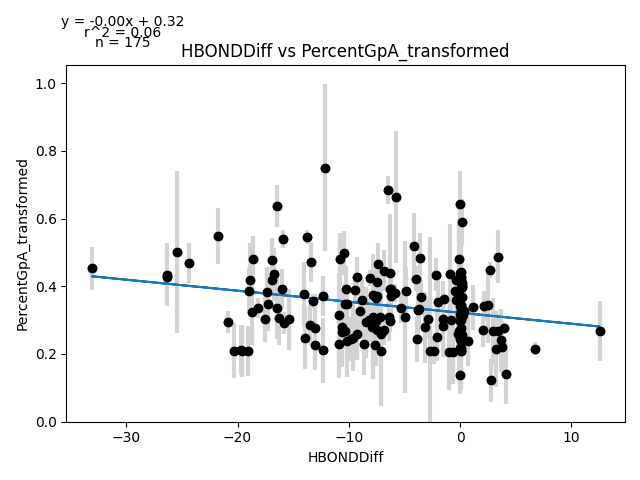 y = -0.00x + 0.32
r^2 = 0.06
n = 175
HBONDDiff vs PercentGpA_transformed
1.0
0.8
0.6
0.4
0.2
0.0
PercentGpA_transformed
−30
−20
−10
0
10
HBONDDiff